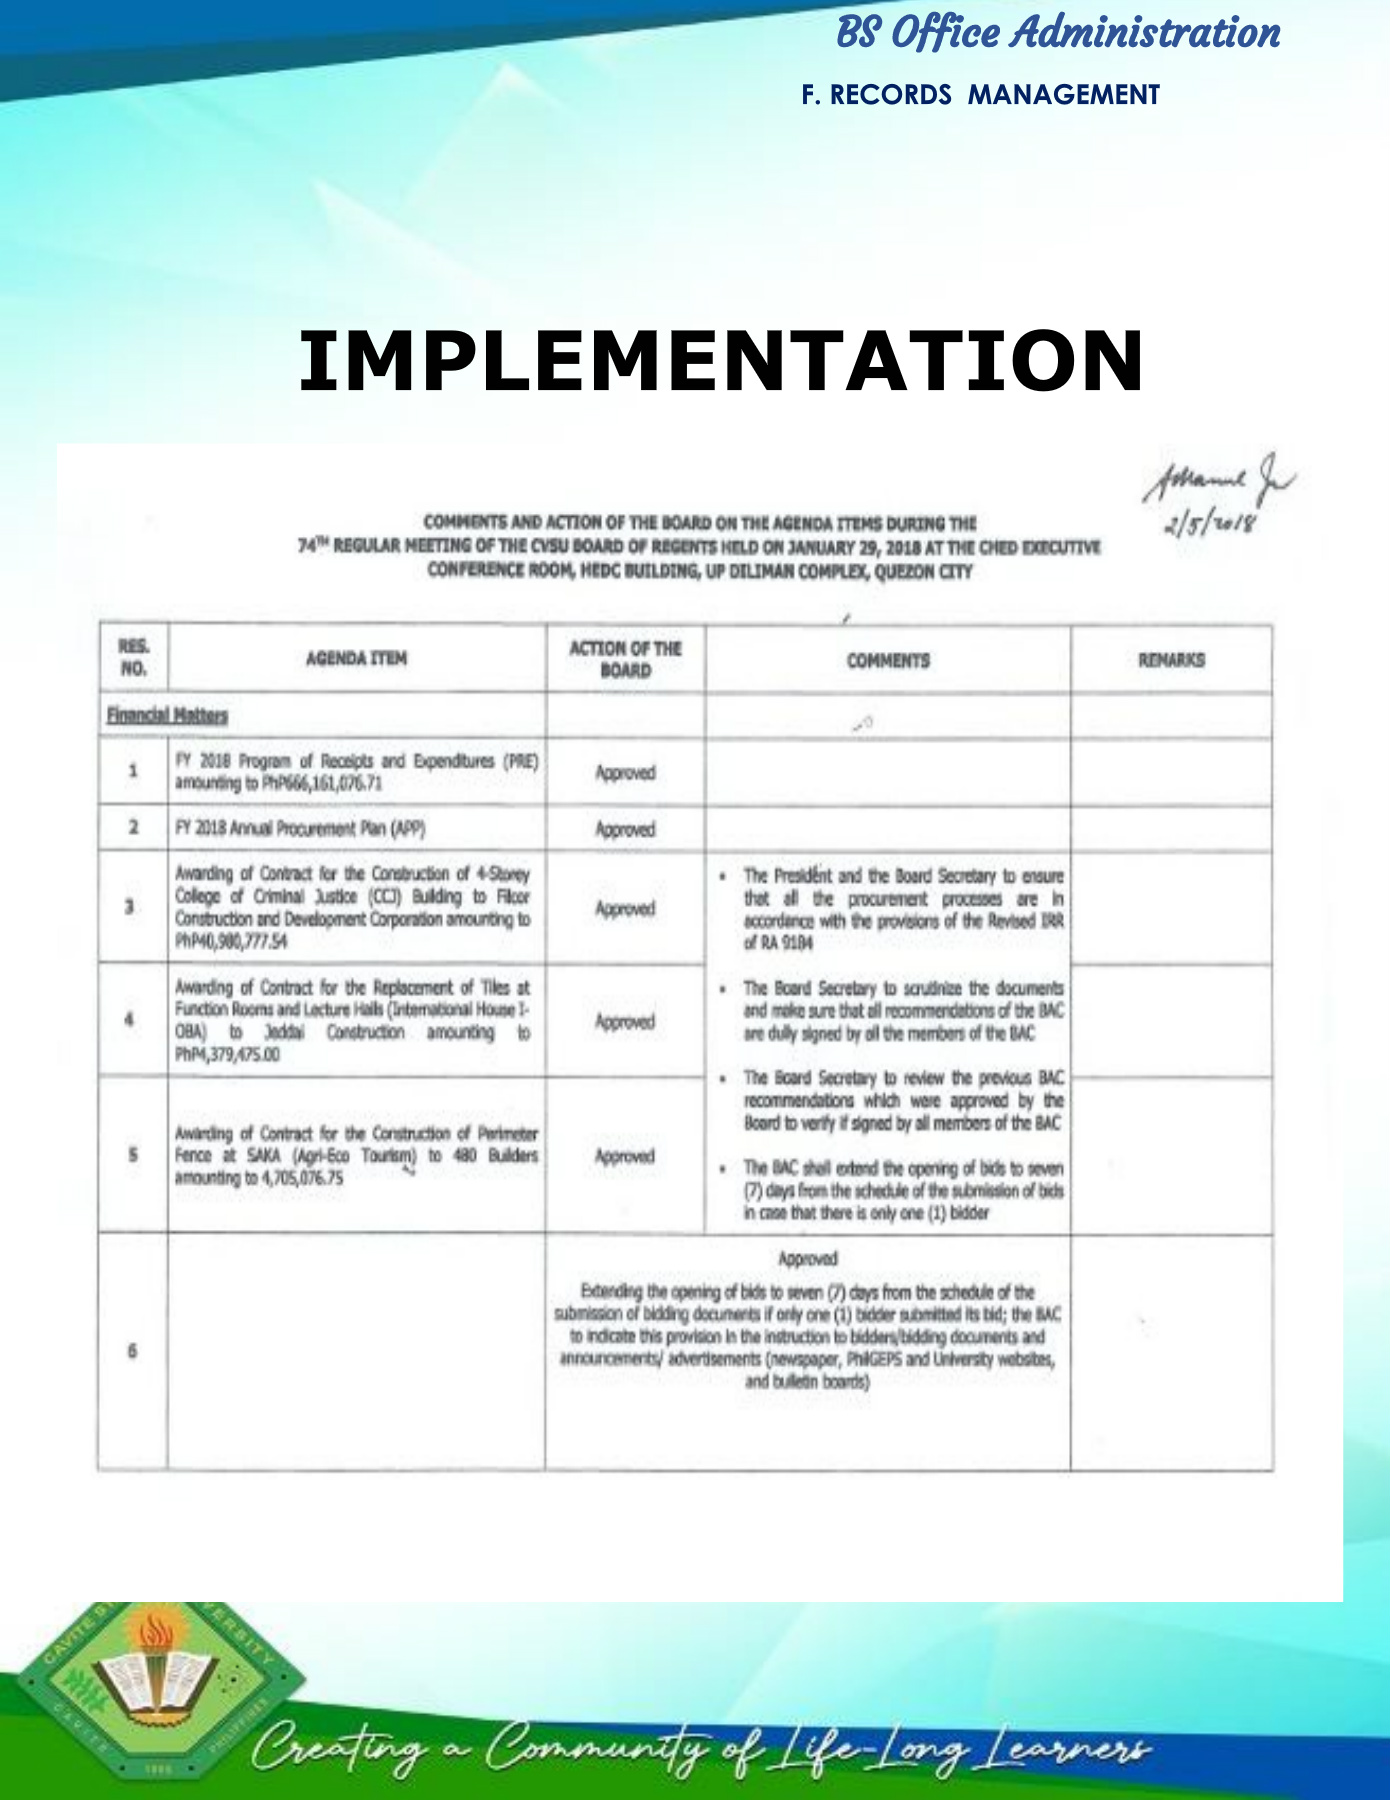 BS Office Administration
F. RECORDS MANAGEMENT
IMPLEMENTATION
2/5/2018
COMMENTS AND ACTION OF THE BOARD ON THE AGENDA ITEMS DURING THE
74TH REGULAR MEETING OF THE CVSU BOARD OF REGENTS HELD ON JANUARY 29, 2018 AT THE CHED EXECUTIVE
CONFERENCE ROOM, HEDC BUILDING, UP DILIMAN COMPLEX, QUEZON CITY
RES.
NO.
AGENDA ITEM
ACTION OF THE
BOARD
COMMENTS
REMARKS
Financial Matters
1
FY 2018 Program of Receipts and Expenditures (PRE)
amounting to PhP666,161,076.71
Approved
2
FY 2018 Annual Procurement Plan (APP)
Approved
3
Awarding of Contract for the Construction of 4-Storey
College of Criminal Justice (CCJ) Building to Filcor
Construction and Development Corporation amounting to
PhP40,980,777.54
Approved
• The President and the Board Secretary to ensure
that all the procurement processes are in
accordance with the provisions of the Revised IRR
of RA 9184
4
Awarding of Contract for the Replacement of Tiles at
Function Rooms and Lecture Halls (International House I-
OBA) to Jeddai Construction amounting to
PhP4,379,475.00
Approved
• The Board Secretary to scrutinize the documents
and make sure that all recommendations of the BAC
are dully signed by all the members of the BAC
• The Board Secretary to review the previous BAC
recommendations which were approved by the
Board to verify if signed by all members of the BAC
5
Awarding of Contract for the Construction of Perimeter
Fence at SAKA (Agri-Eco Tourism) to 480 Builders
amounting to 4,705,076.75
Approved
• The BAC shall extend the opening of bids to seven
(7) days from the schedule of the submission of bids
in case that there is only one (1) bidder
6
Approved
Extending the opening of bids to seven (7) days from the schedule of the
submission of bidding documents if only one (1) bidder submitted its bid; the BAC
to indicate this provision in the instruction to bidders/bidding documents and
announcements/ advertisements (newspaper, PhilGEPS and University websites,
and bulletin boards)
CAVITE
CAVITE
PHILIPPINES
1906
Creating a Community of Life-Long Learners